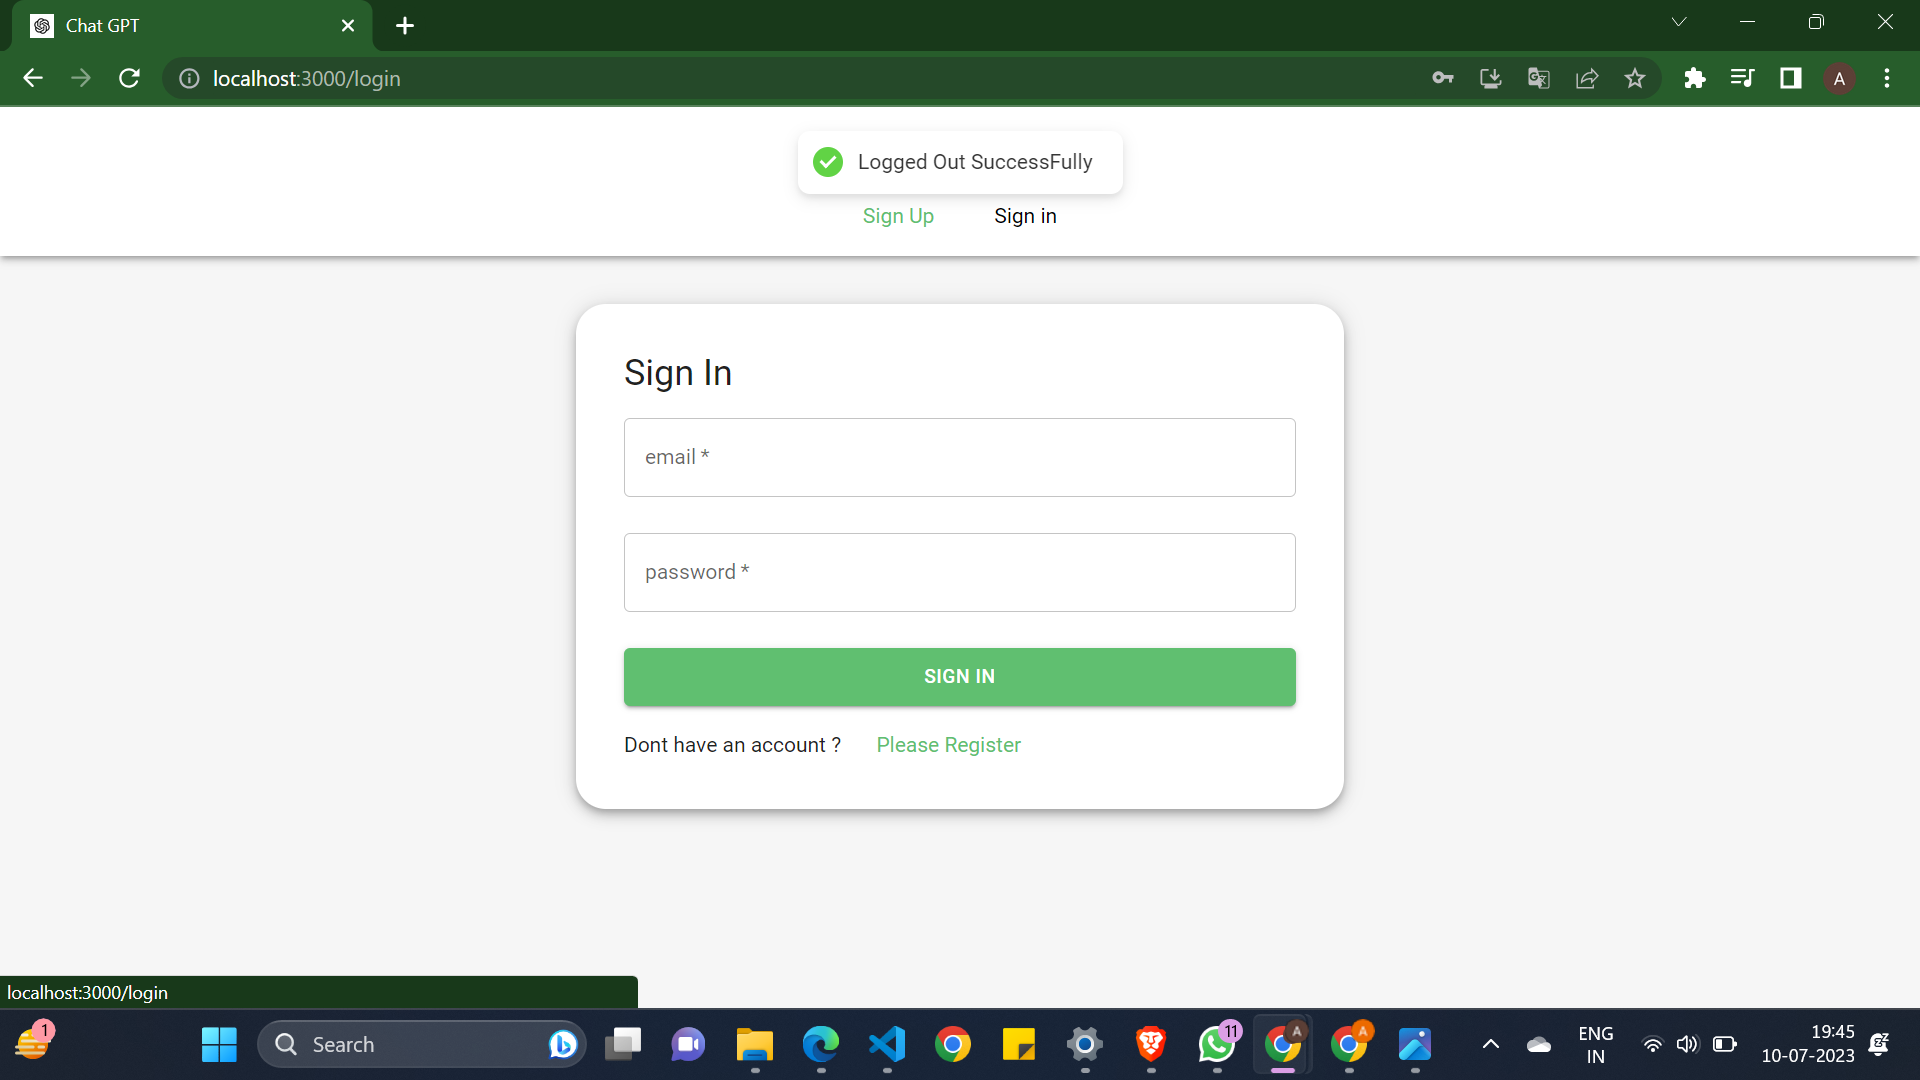 Chat GPT
localhost:3000/login
A
Logged Out SuccessFully
Sign Up
Sign in
Sign In
email *
password *
SIGN IN
Dont have an account ?
Please Register
localhost:3000/login
1
Search
11
A
A
ENG
IN
19:45
10-07-2023